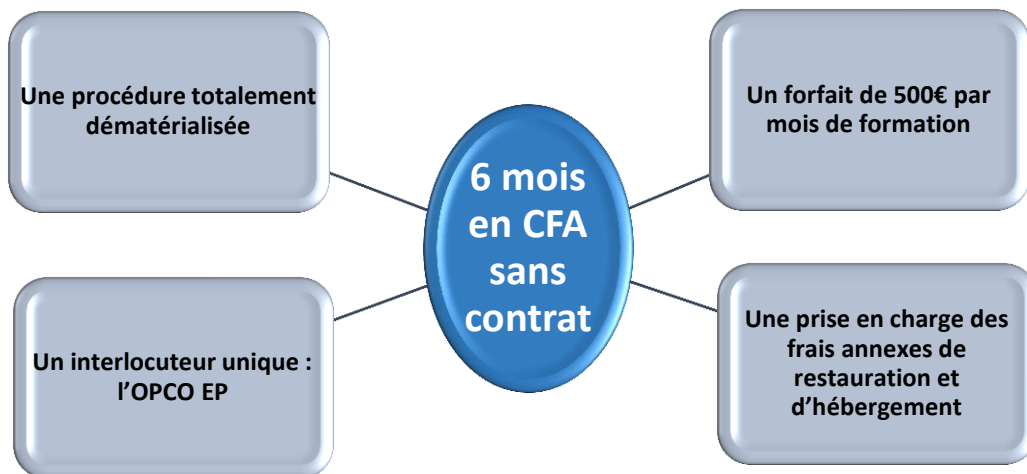 Une procédure totalement
dématérialisée
Un forfait de 500€ par
mois de formation
6 mois
en CFA
sans
contrat
Un interlocuteur unique :
l'OPCO EP
Une prise en charge des
frais annexes de
restauration et
d'hébergement